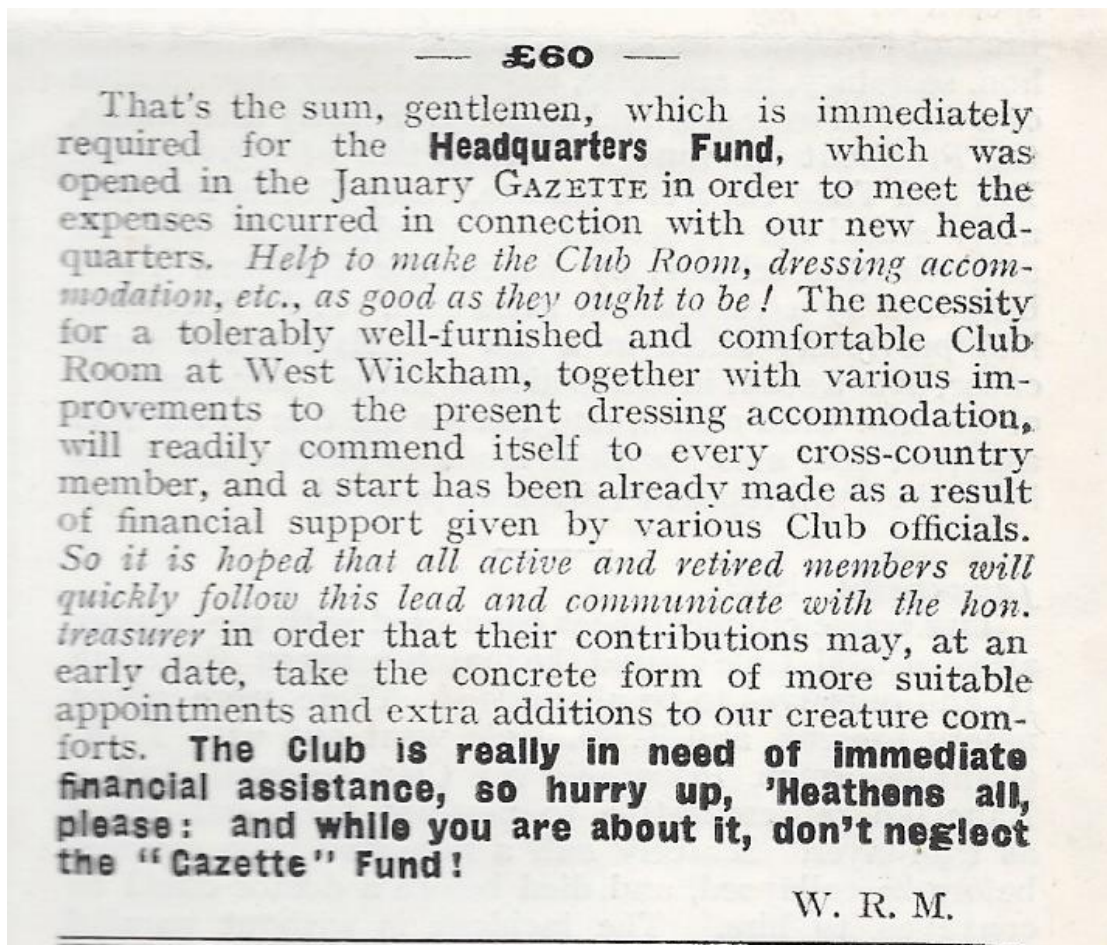 — £60 —
That's the sum, gentlemen, which is immediately
required for the Headquarters Fund, which was
opened in the January GAZETTE in order to meet the
expenses incurred in connection with our new head-
quarters. Help to make the Club Room, dressing accom-
modation, etc., as good as they ought to be! The necessity
for a tolerably well-furnished and comfortable Club
Room at West Wickham, together with various im-
provements to the present dressing accommodation,
will readily commend itself to every cross-country
member, and a start has been already made as a result
of financial support given by various Club officials.
So it is hoped that all active and retired members will
quickly follow this lead and communicate with the hon.
treasurer in order that their contributions may, at an
early date, take the concrete form of more suitable
appointments and extra additions to our creature com-
forts. The Club is really in need of immediate
financial assistance, so hurry up, 'Heathens all,
please: and while you are about it, don't neglect
the "Gazette" Fund!
W. R. M.